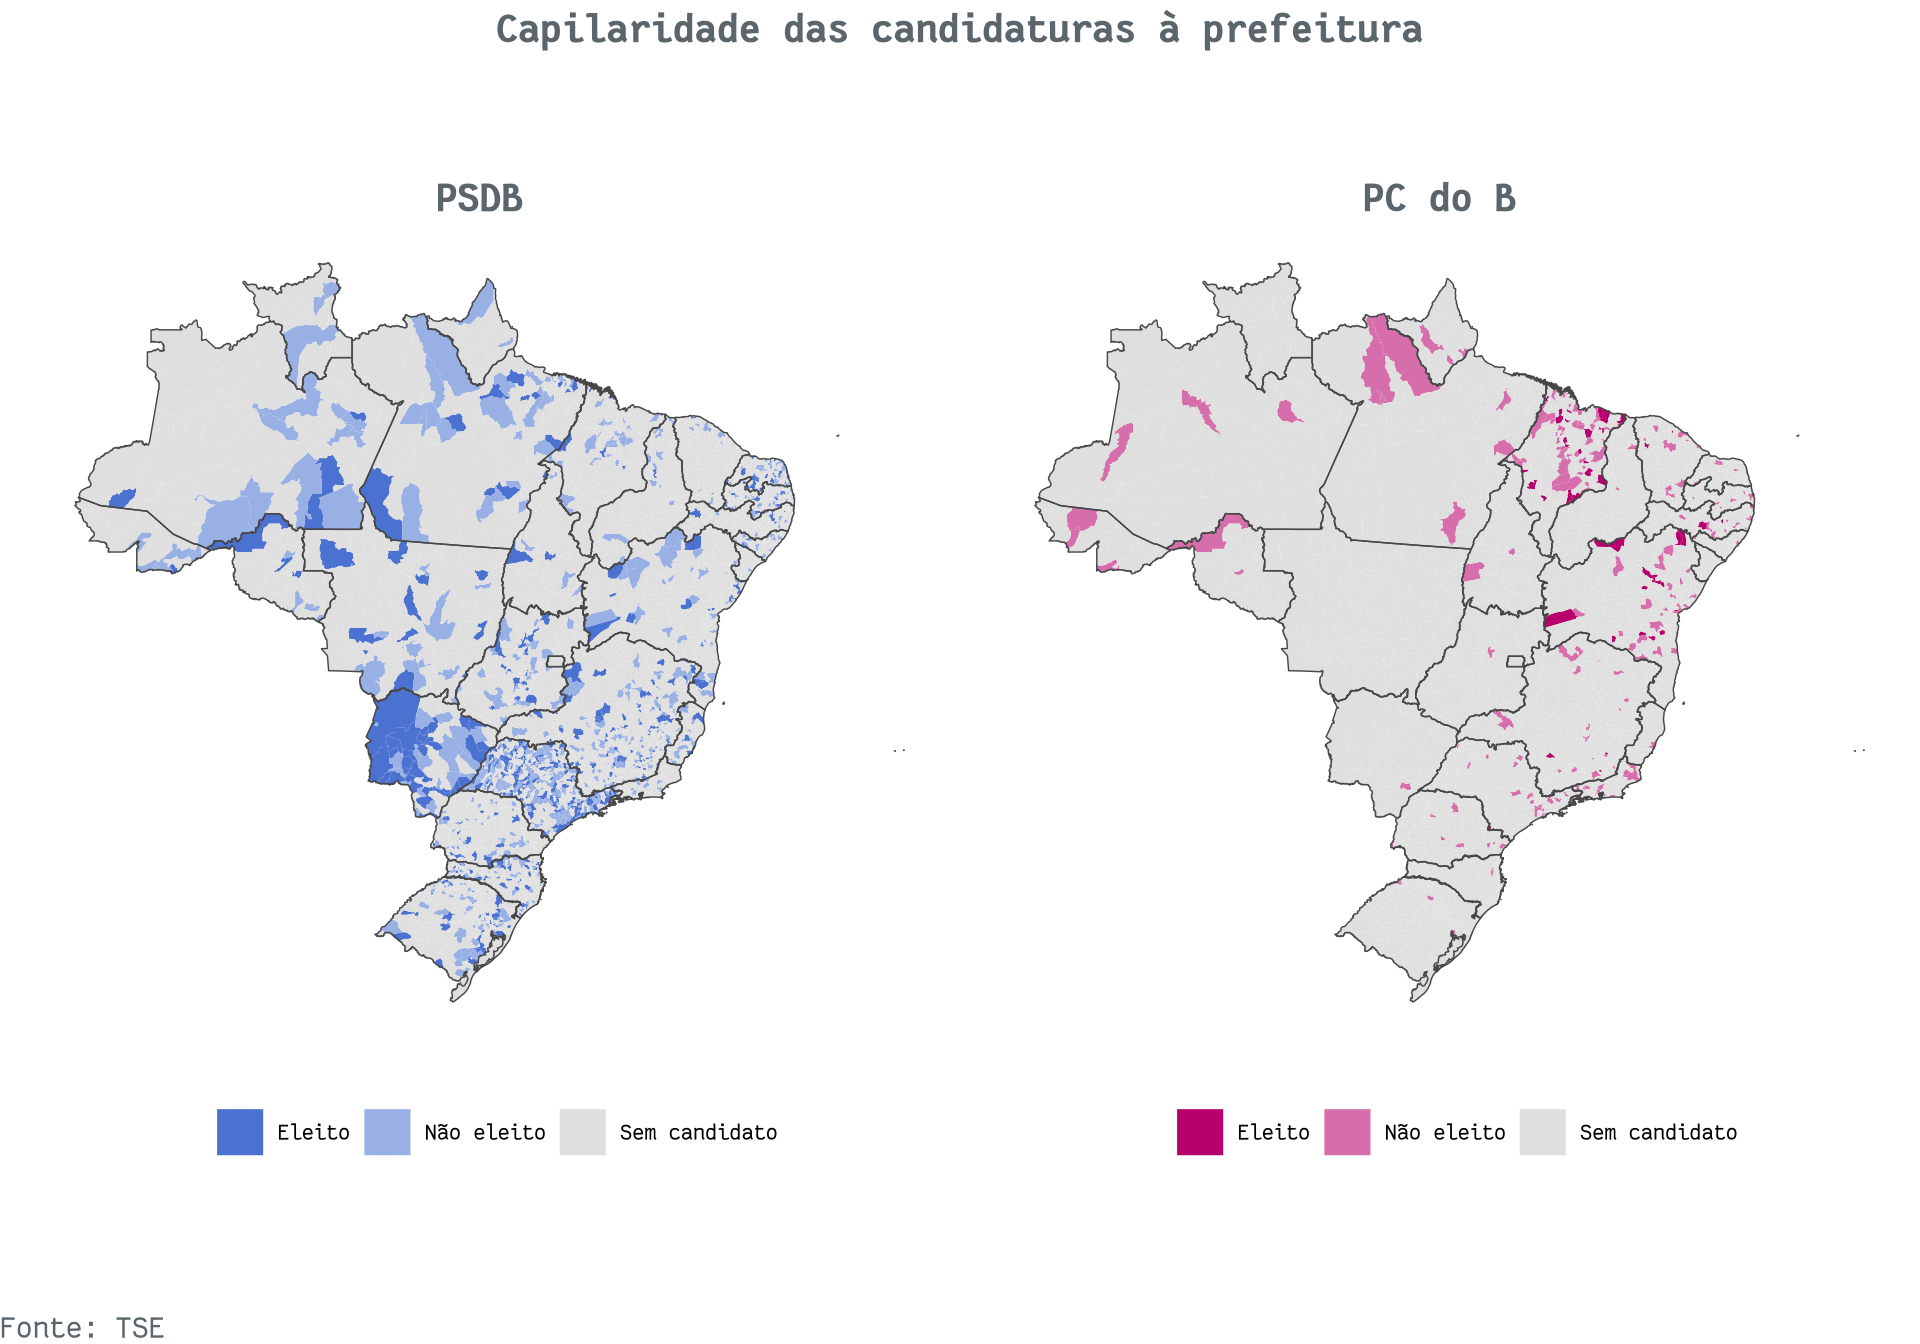 Capilaridade das candidaturas à prefeitura
PSDB
PC do B
Eleito
Não eleito
Sem candidato
Eleito
Não eleito
Sem candidato
Fonte: TSE